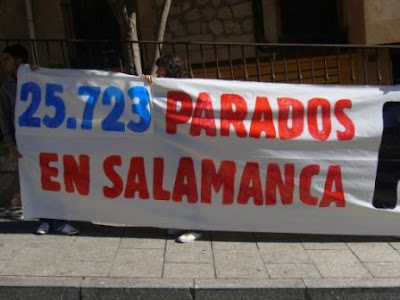 25.723 PARADOS
EN SALAMANCA